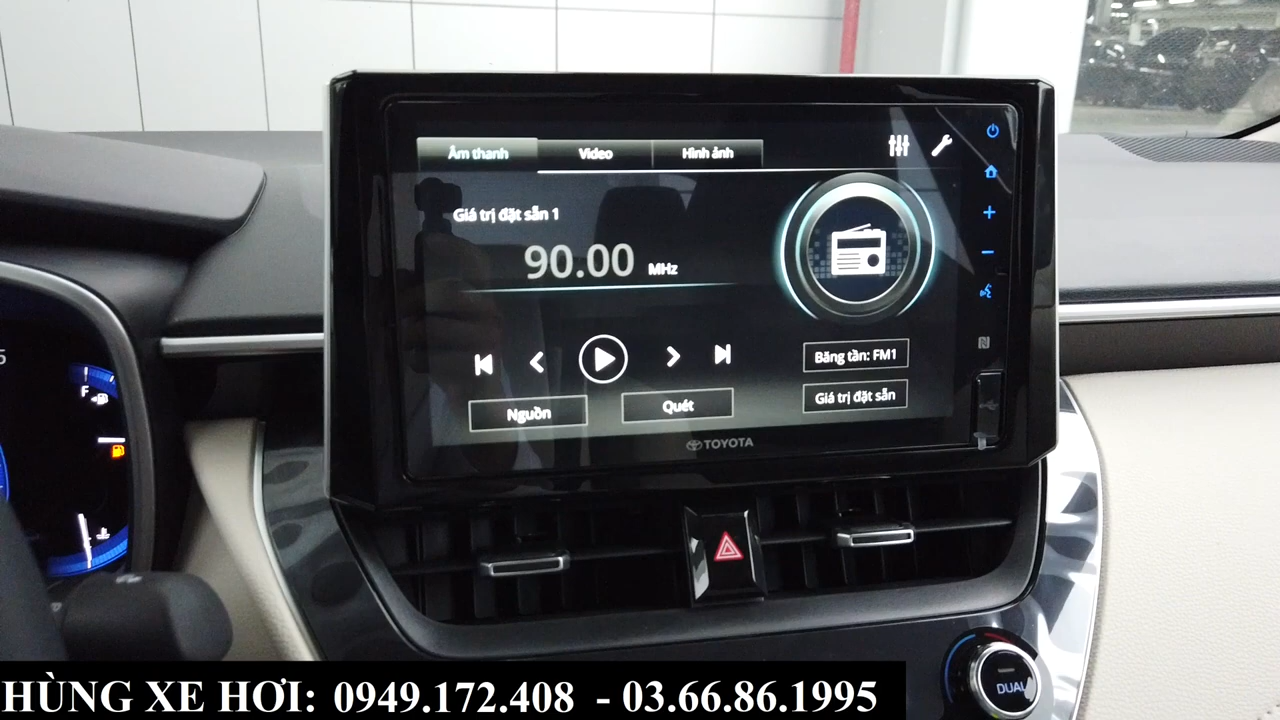 Âm thanh Video Hình ảnh
Giá trị đặt sẵn 1
90.00 MHz
Băng tần: FM1
Giá trị đặt sẵn
Nguồn Quét
TOYOTA
F
DUAL
HÙNG XE HƠI: 0949.172.408 - 03.66.86.1995